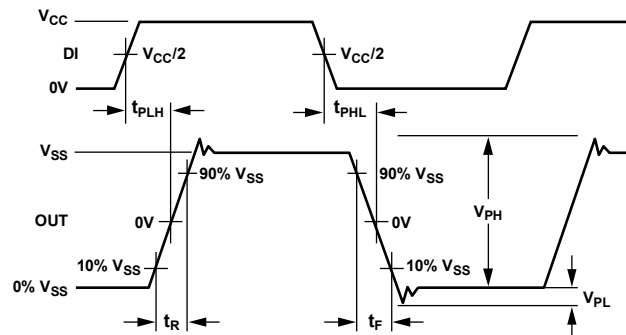 VCC
DI
VCC/2
VCC/2
0V
tPLH
tPHL
VSS
90% VSS
90% VSS
VPH
OUT
0V
0V
10% VSS
10% VSS
0% VSS
VPL
tR
tF